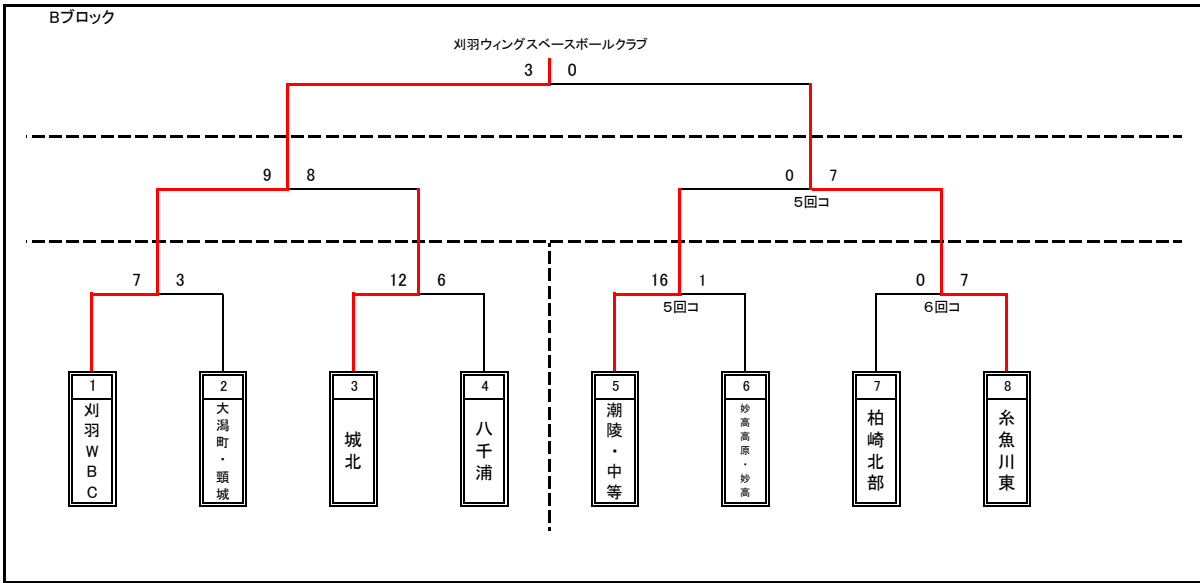 Bブロック
刈羽ウィングスベースボールクラブ
3 0
9 8
0 7
5回コ
7 3
12 6
16 1
5回コ
0 7
6回コ
1
刈羽WBC
2
大潟町・頸城
3
城北
4
八千浦
5
潮陵・中等
6
妙高高原・妙高
7
柏崎北部
8
糸魚川東